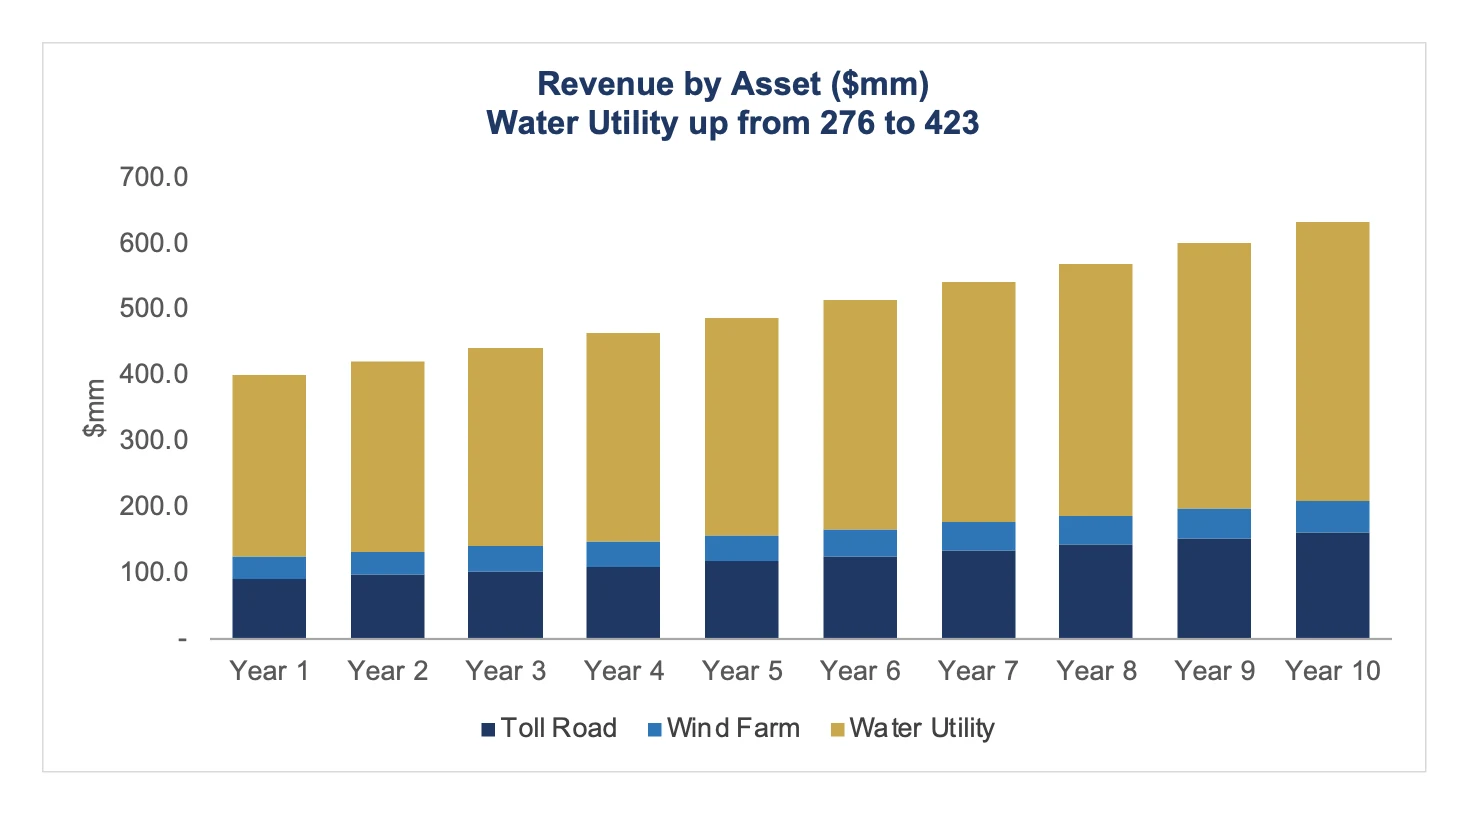 Revenue by Asset ($mm)
Water Utility up from 276 to 423
700.0
600.0
500.0
400.0
300.0
200.0
100.0
-
$mm
Year 1 Year 2 Year 3 Year 4 Year 5 Year 6 Year 7 Year 8 Year 9 Year 10
Toll Road Wind Farm Water Utility